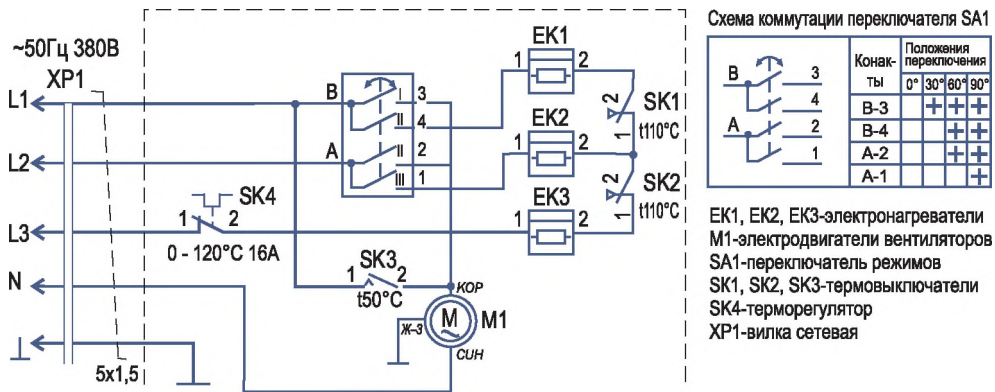 ~50Гц 380В
XP1
L1
L2
L3
N
5x1,5
1 SK4 2
0 - 120°C 16A
B
I
3
II
4
A
II
2
III
1
EK1
1 2
EK2
1 2
EK3
1 2
2
SK1
1
t110°C
2
SK2
1
t110°C
SK3
1 2
t50°C
КОР
М
М1
Ж-З
СИН
Схема коммутации переключателя SA1
B
3
4
A
2
1
Конак-
ты
Положения
переключения
0° 30° 60° 90°
B-3 + + +
B-4 + +
A-2 + +
A-1 +
EK1, EK2, EK3-электронагреватели
М1-электродвигатели вентиляторов
SA1-переключатель режимов
SK1, SK2, SK3-термовыключатели
SK4-терморегулятор
XP1-вилка сетевая